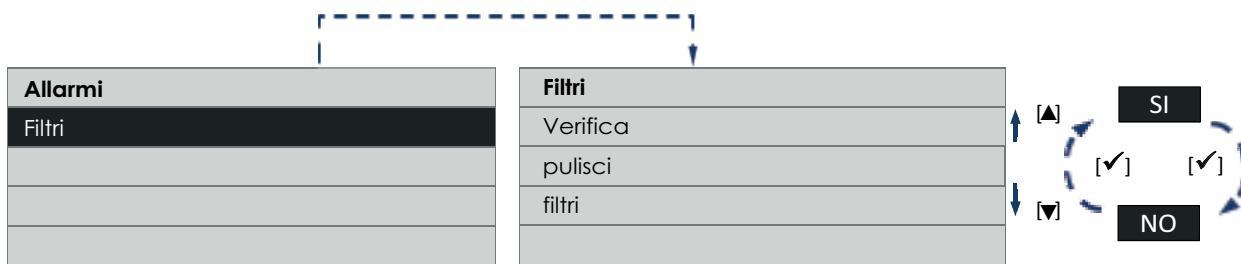 Allarmi
Filtri
Filtri
Verifica
pulisci
filtri
[▲]
[▼]
SI
[✓] [✓]
NO